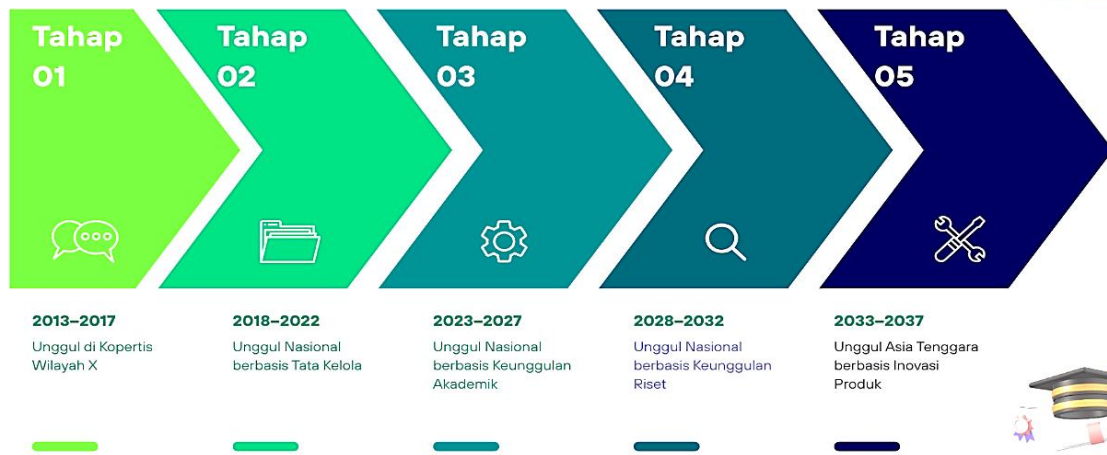 Tahap
01
Tahap
02
Tahap
03
Tahap
04
Tahap
05
2013–2017
Unggul di Kopertis
Wilayah X
2018–2022
Unggul Nasional
berbasis Tata Kelola
2023–2027
Unggul Nasional
berbasis Keunggulan
Akademik
2028–2032
Unggul Nasional
berbasis Keunggulan
Riset
2033–2037
Unggul Asia Tenggara
berbasis Inovasi
Produk